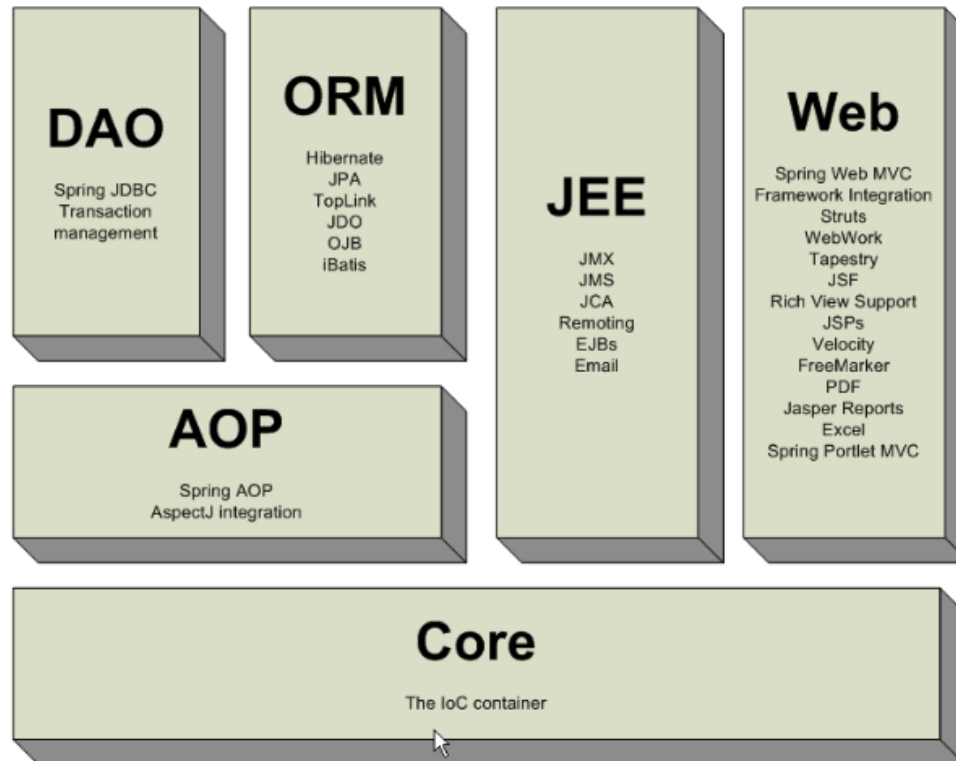 DAO
Spring JDBC
Transaction
management
ORM
Hibernate
JPA
TopLink
JDO
OJB
iBatis
JEE
JMX
JMS
JCA
Remoting
EJBs
Email
Web
Spring Web MVC
Framework Integration
Struts
WebWork
Tapestry
JSF
Rich View Support
JSPs
Velocity
FreeMarker
PDF
Jasper Reports
Excel
Spring Portlet MVC
AOP
Spring AOP
AspectJ integration
Core
The IoC container